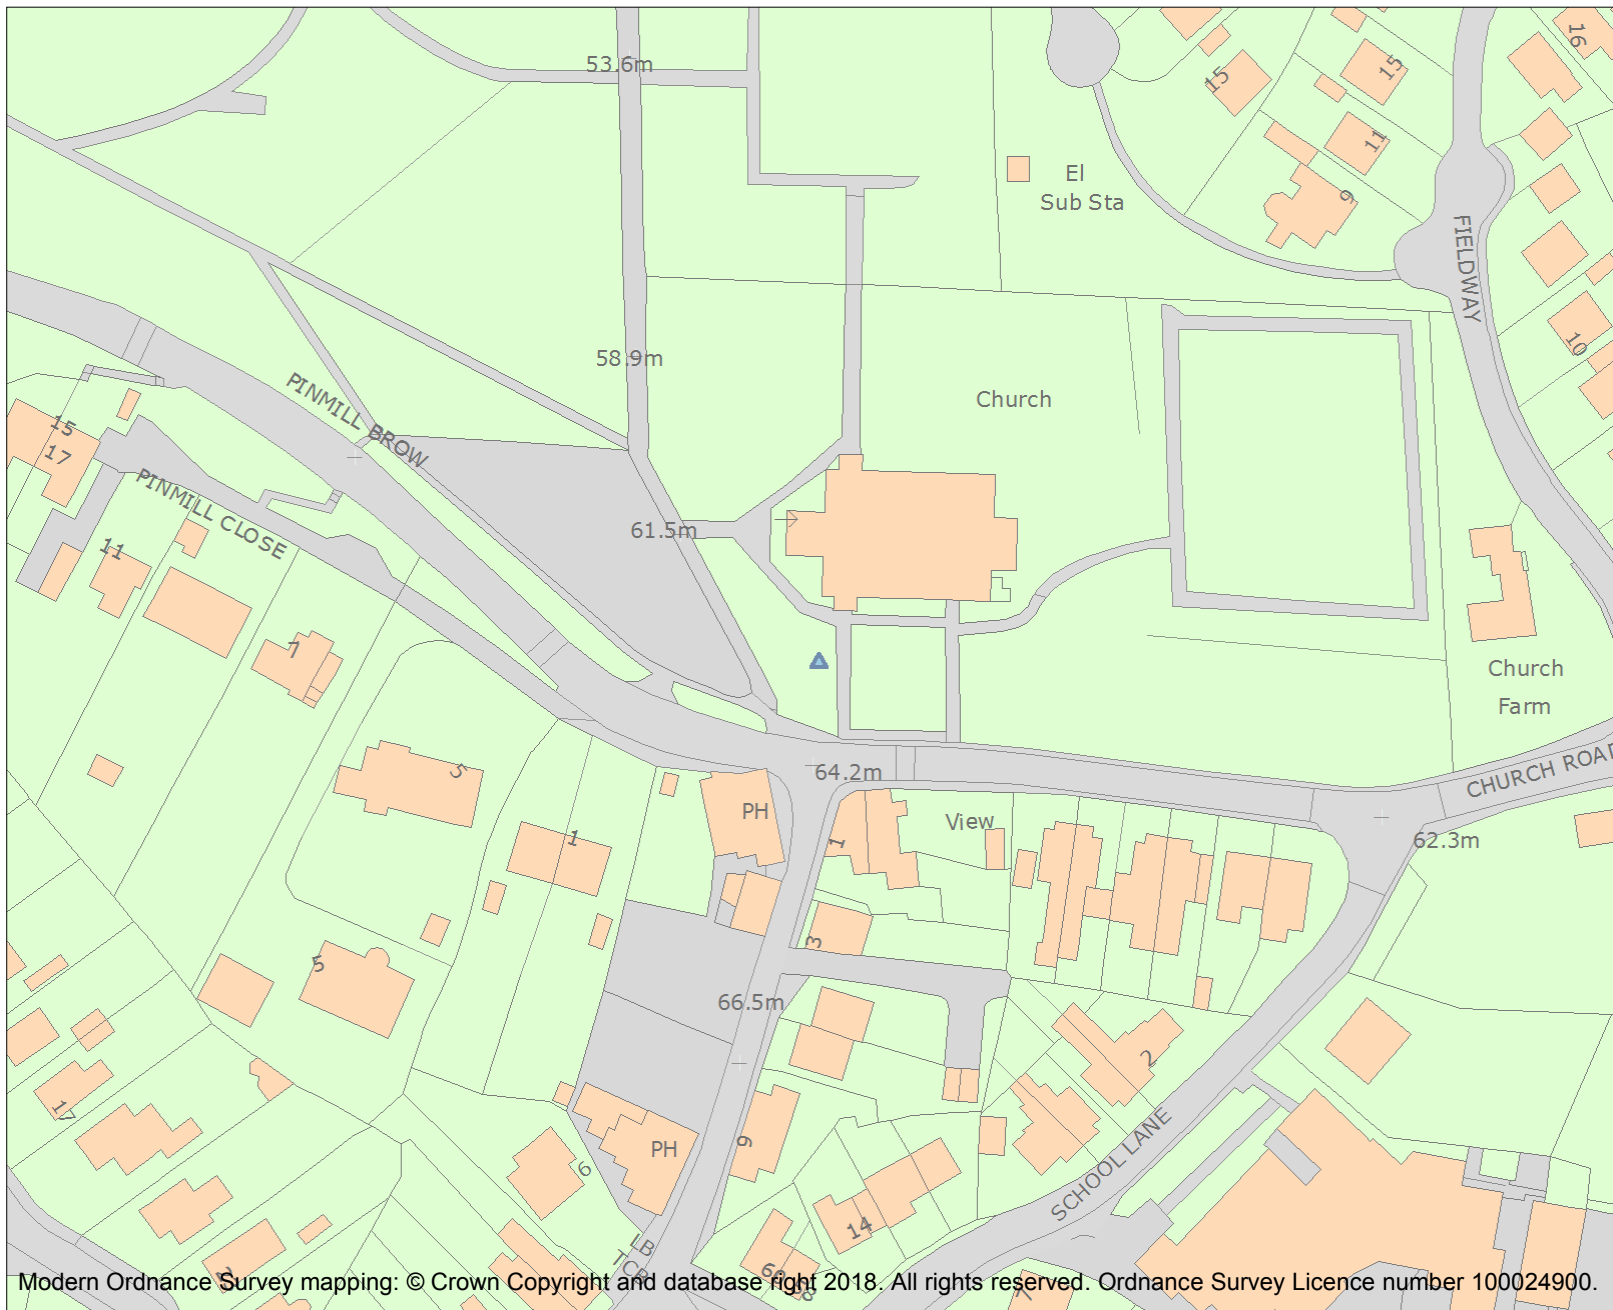 16
53.6m
15
15
11
El
Sub Sta
9
FIELDWAY
10
58.9m
PINMILL BROW
Church
15
17
PINMILL CLOSE
61.5m
11
7
Church
Farm
CHURCH ROAD
64.2m
5
PH
View
1
1
62.3m
3
5
66.5m
2
17
PH
9
6
SCHOOL LANE
14
LB
TCB
60
Modern Ordnance Survey mapping: © Crown Copyright and database right 2018. All rights reserved. Ordnance Survey Licence number 100024900.